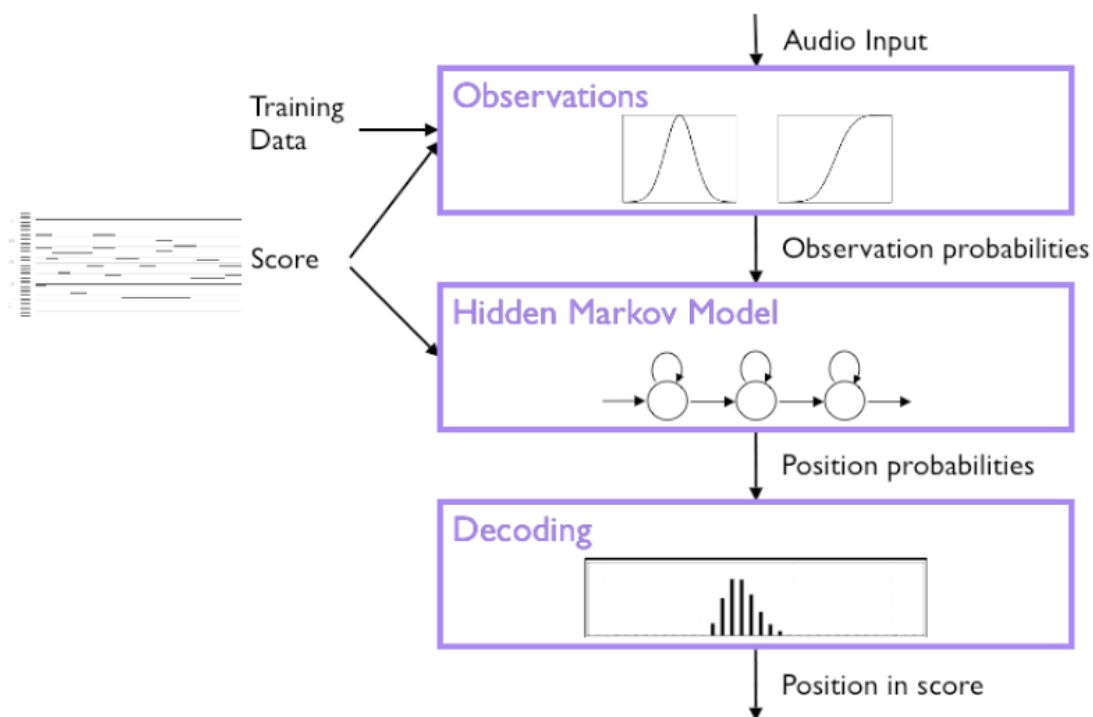 Audio Input
Observations
Training
Data
Score
Observation probabilities
Hidden Markov Model
Position probabilities
Decoding
Position in score